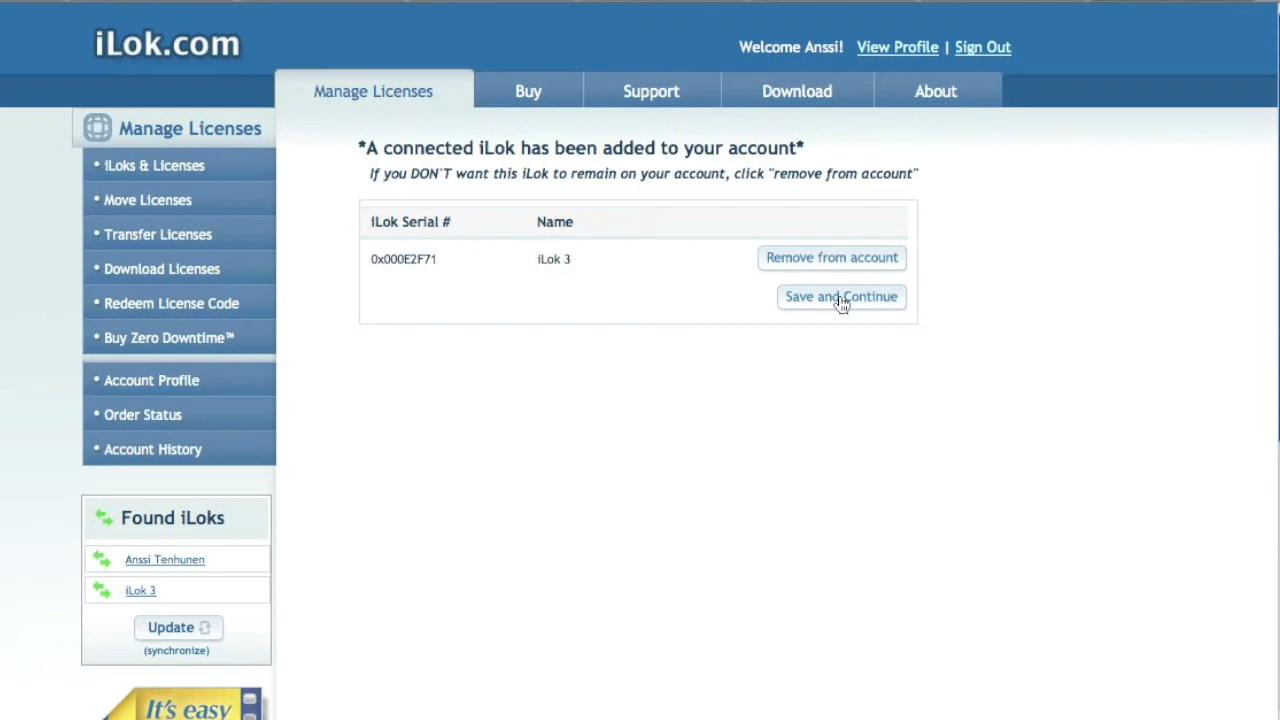 iLok.com
Welcome Anssi! View Profile | Sign Out
Manage Licenses Buy Support Download About
Manage Licenses
• iLoks & Licenses
• Move Licenses
• Transfer Licenses
• Download Licenses
• Redeem License Code
• Buy Zero Downtime™
• Account Profile
• Order Status
• Account History
*A connected iLok has been added to your account*
If you DON'T want this iLok to remain on your account, click "remove from account"
iLok Serial # Name
0x000E2F71 iLok 3 Remove from account
Save and Continue
Found iLoks
Anssi Tenhunen
iLok 3
Update
(synchronize)
It's easy